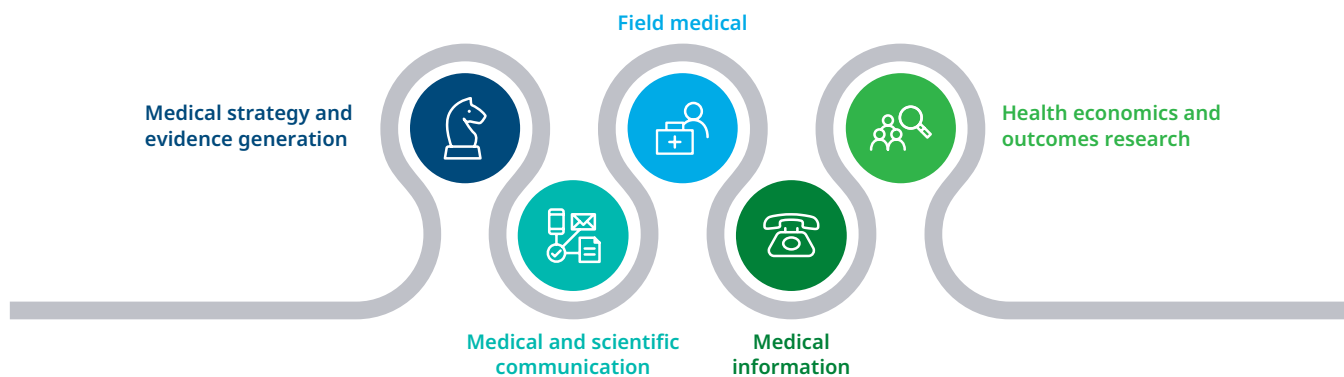 Field medical
Medical strategy and
evidence generation
Health economics and
outcomes research
Medical and scientific
communication
Medical
information